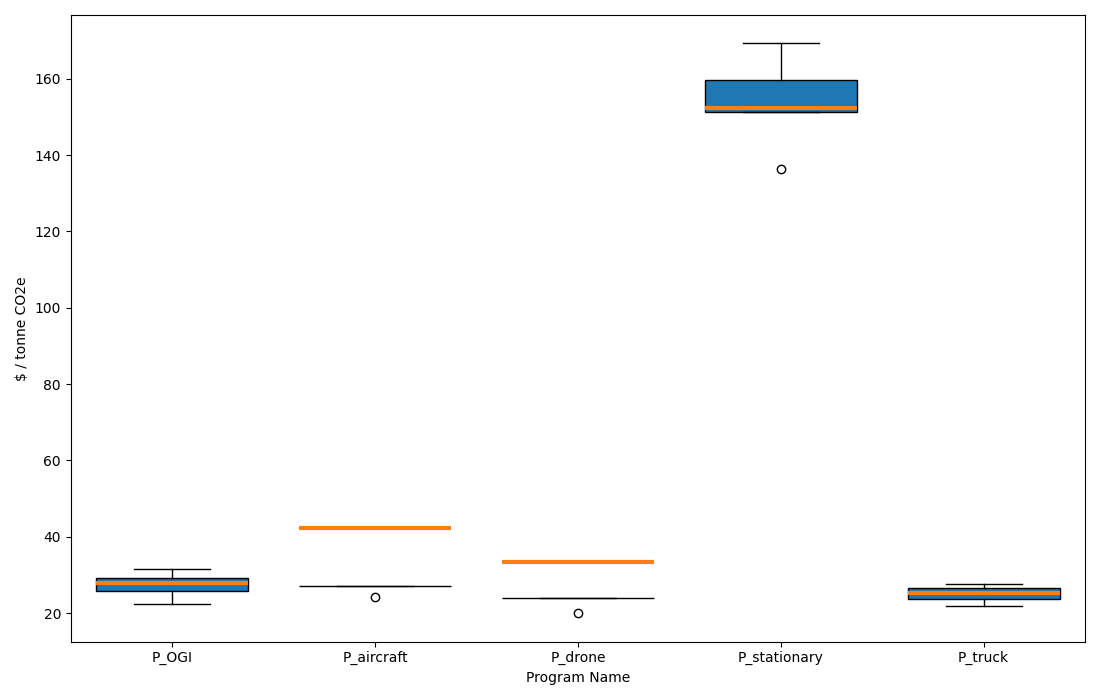 $ / tonne CO2e
160
140
120
100
80
60
40
20
P_OGI
P_aircraft
P_drone
P_stationary
P_truck
Program Name